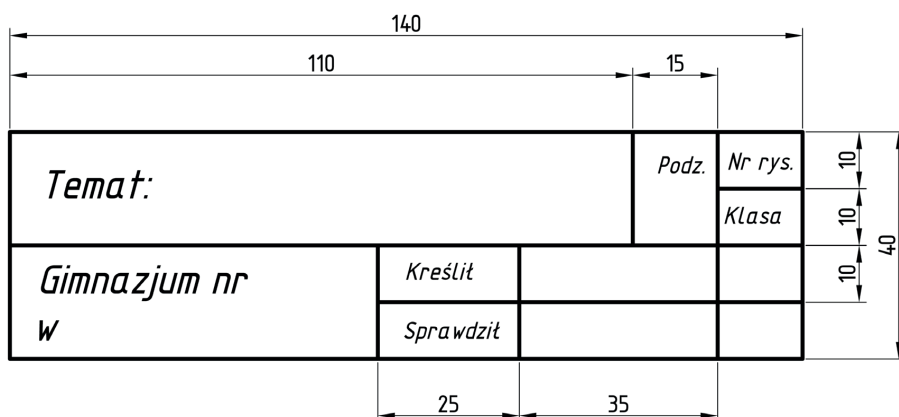 140
110 15
Temat: Podz. Nr rys. 10
Klasa 10
40
Gimnazjum nr Kreślił 10
w Sprawdził
25 35